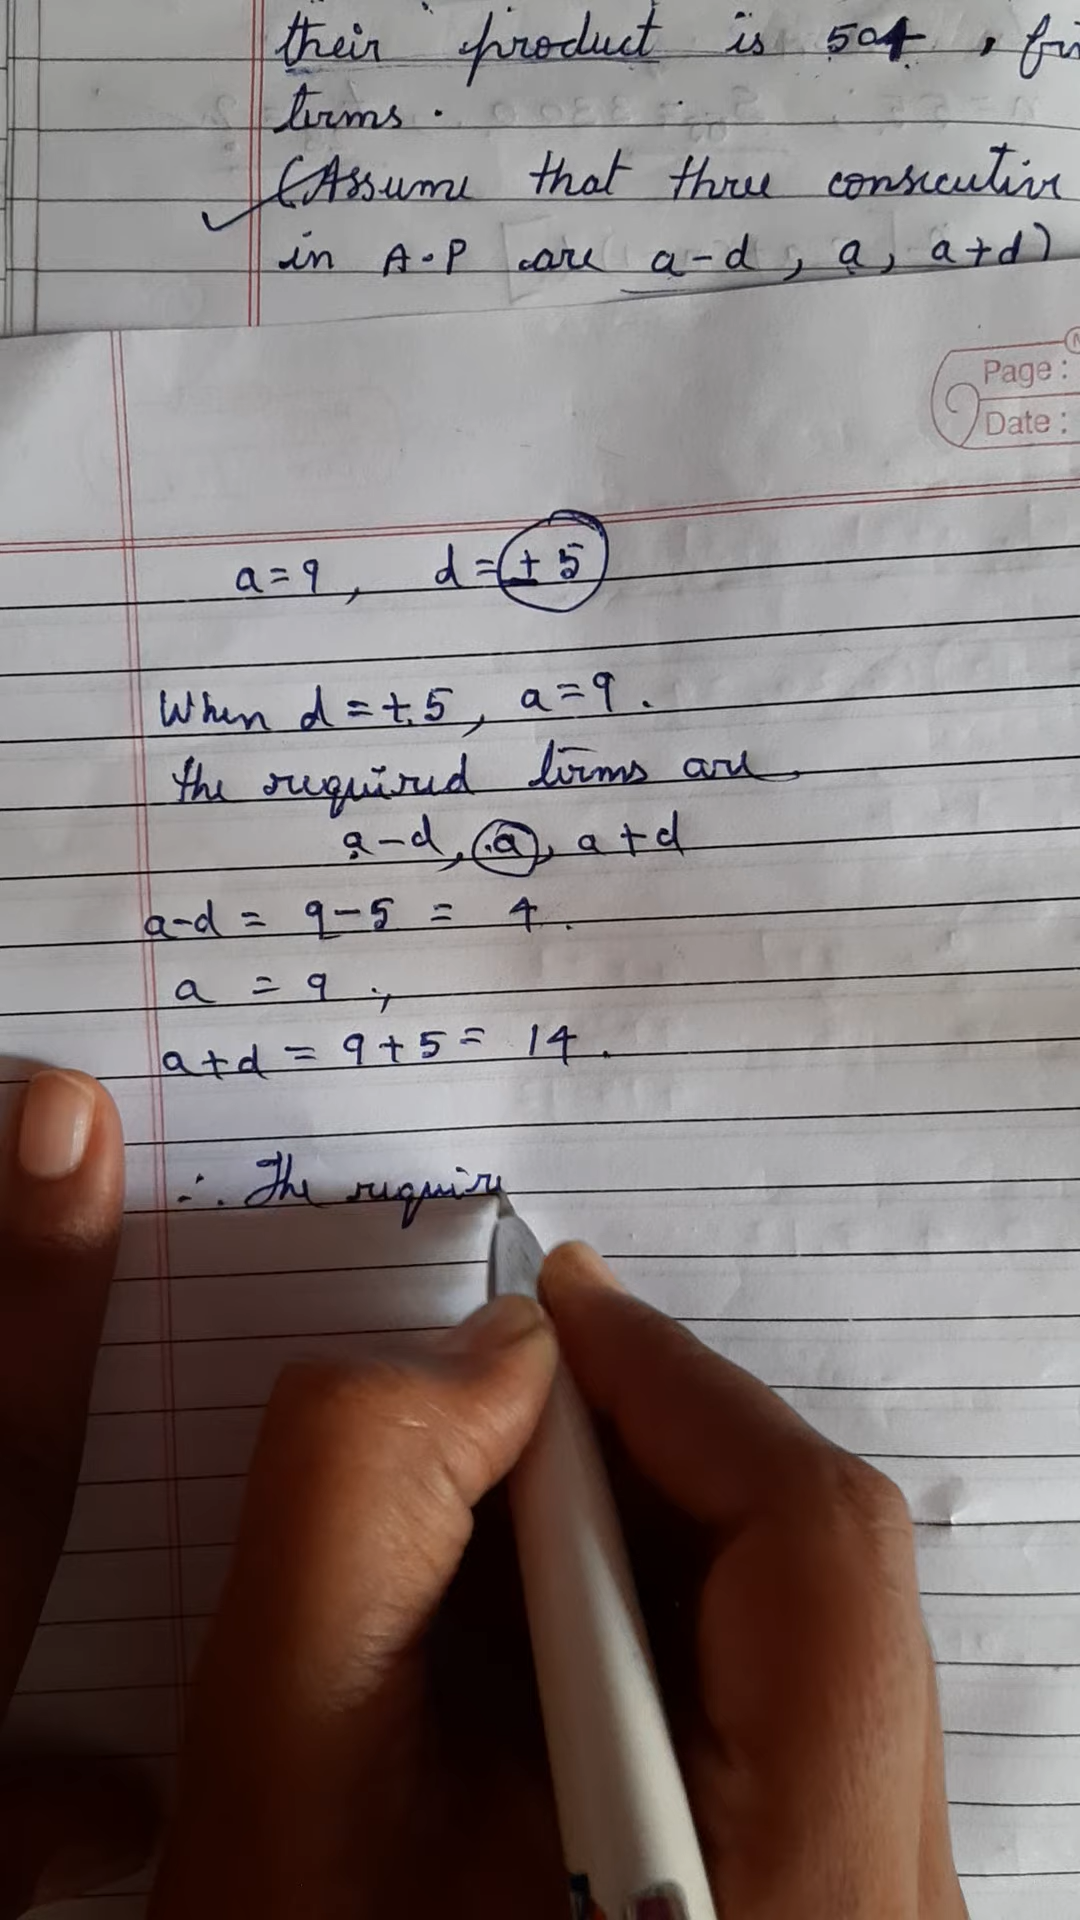 their product is 504 ,
terms .
(Assume that three consecutive
in A.P are a-d , a, a+d)
Page :
Date :
a=9 , d=± 5
When d=+5, a=9 .
the required terms are
a-d, a, a+d
a-d = 9-5 = 4.
a = 9 ,
a+d = 9+5= 14 .
∴ The require